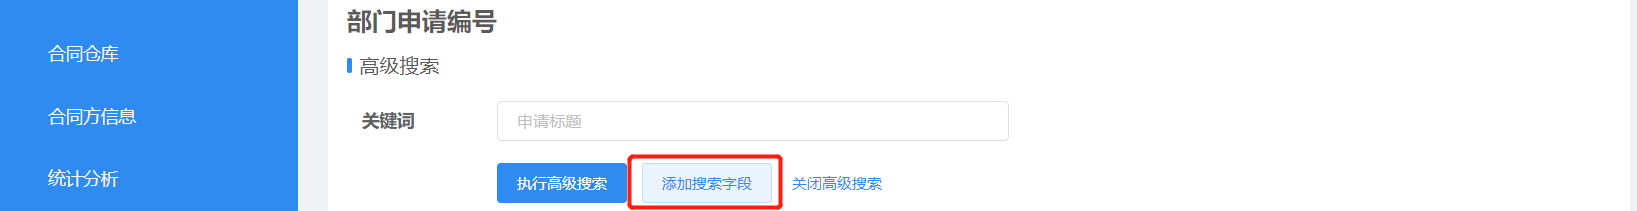 合同仓库
合同方信息
统计分析
部门申请编号
高级搜索
关键词 申请标题
执行高级搜索 添加搜索字段 关闭高级搜索